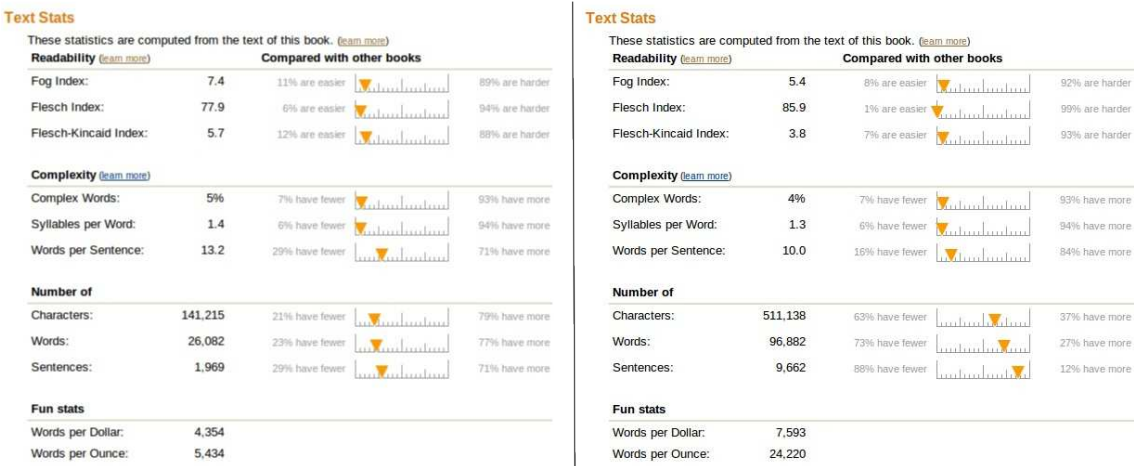 Text Stats
These statistics are computed from the text of this book. (learn more)
Readability (learn more) Compared with other books
Fog Index: 7.4 11% are easier 89% are harder
Flesch Index: 77.9 6% are easier 94% are harder
Flesch-Kincaid Index: 5.7 12% are easier 88% are harder
Complexity (learn more)
Complex Words: 5% 7% have fewer 93% have more
Syllables per Word: 1.4 6% have fewer 94% have more
Words per Sentence: 13.2 29% have fewer 71% have more
Number of
Characters: 141,215 21% have fewer 79% have more
Words: 26,082 23% have fewer 77% have more
Sentences: 1,969 29% have fewer 71% have more
Fun stats
Words per Dollar: 4,354
Words per Ounce: 5,434
Text Stats
These statistics are computed from the text of this book. (learn more)
Readability (learn more) Compared with other books
Fog Index: 5.4 8% are easier 92% are harder
Flesch Index: 85.9 1% are easier 99% are harder
Flesch-Kincaid Index: 3.8 7% are easier 93% are harder
Complexity (learn more)
Complex Words: 4% 7% have fewer 93% have more
Syllables per Word: 1.3 6% have fewer 94% have more
Words per Sentence: 10.0 16% have fewer 84% have more
Number of
Characters: 511,138 63% have fewer 37% have more
Words: 96,882 73% have fewer 27% have more
Sentences: 9,662 88% have fewer 12% have more
Fun stats
Words per Dollar: 7,593
Words per Ounce: 24,220